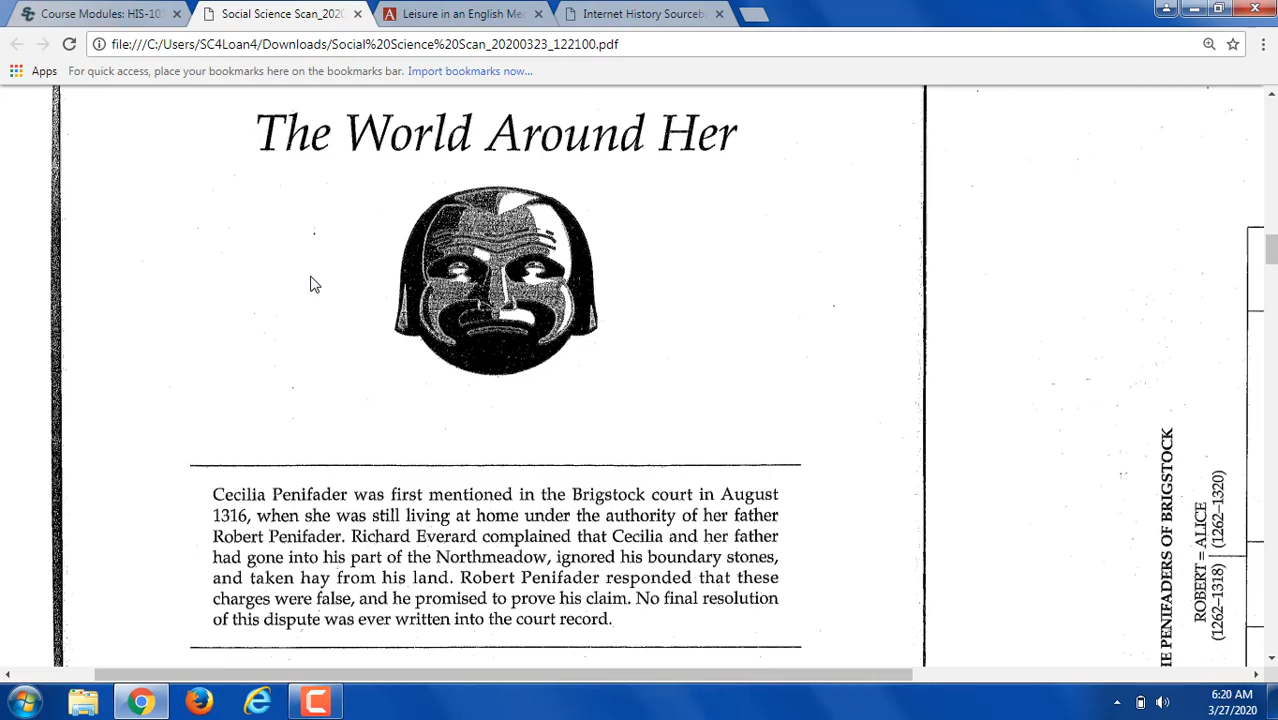 Course Modules: HIS-10
Social Science Scan_202
Leisure in an English Me
Internet History Sourceb
file:///C:/Users/SC4Loan4/Downloads/Social%20Science%20Scan_20200323_122100.pdf
Apps For quick access, place your bookmarks here on the bookmarks bar. Import bookmarks now...
The World Around Her
Cecilia Penifader was first mentioned in the Brigstock court in August
1316, when she was still living at home under the authority of her father
Robert Penifader. Richard Everard complained that Cecilia and her father
had gone into his part of the Northmeadow, ignored his boundary stones,
and taken hay from his land. Robert Penifader responded that these
charges were false, and he promised to prove his claim. No final resolution
of this dispute was ever written into the court record.
HE PENIFADERS OF BRIGSTOCK
ROBERT = ALICE
(1262–1318) (1262–1320)
6:20 AM
3/27/2020